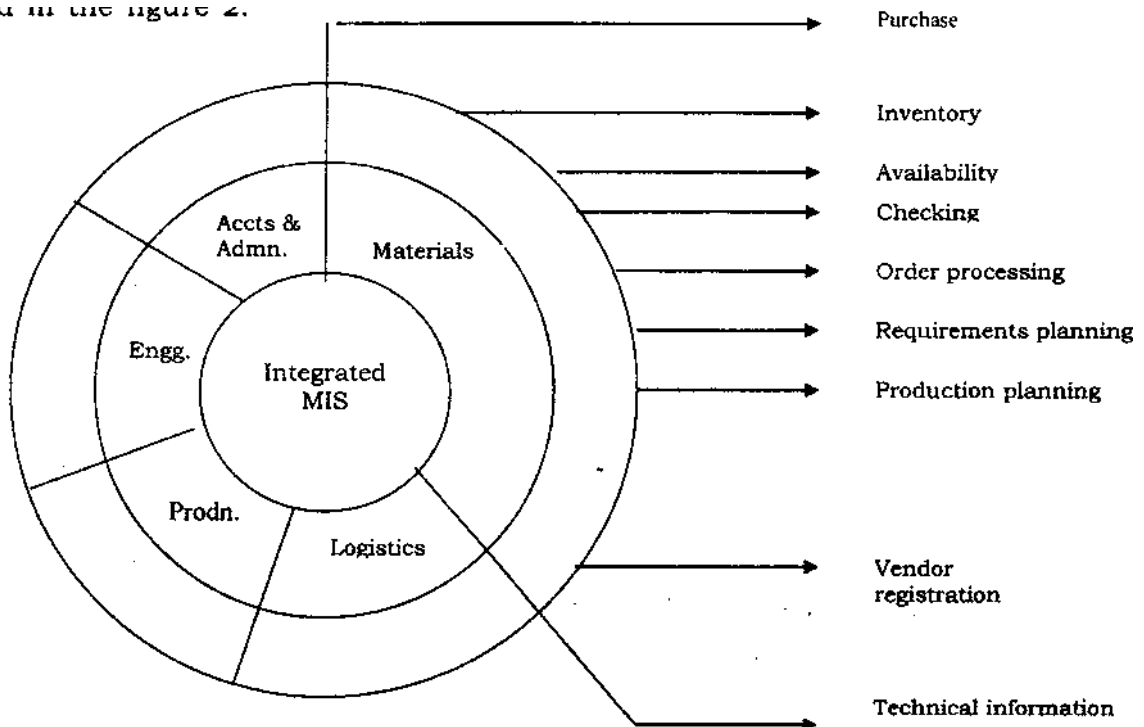 in the figure 2.
Purchase
Inventory
Availability
Checking
Order processing
Requirements planning
Production planning
Vendor
registration
Technical information
Accts &
Admn.
Materials
Engg.
Integrated
MIS
Prodn.
Logistics